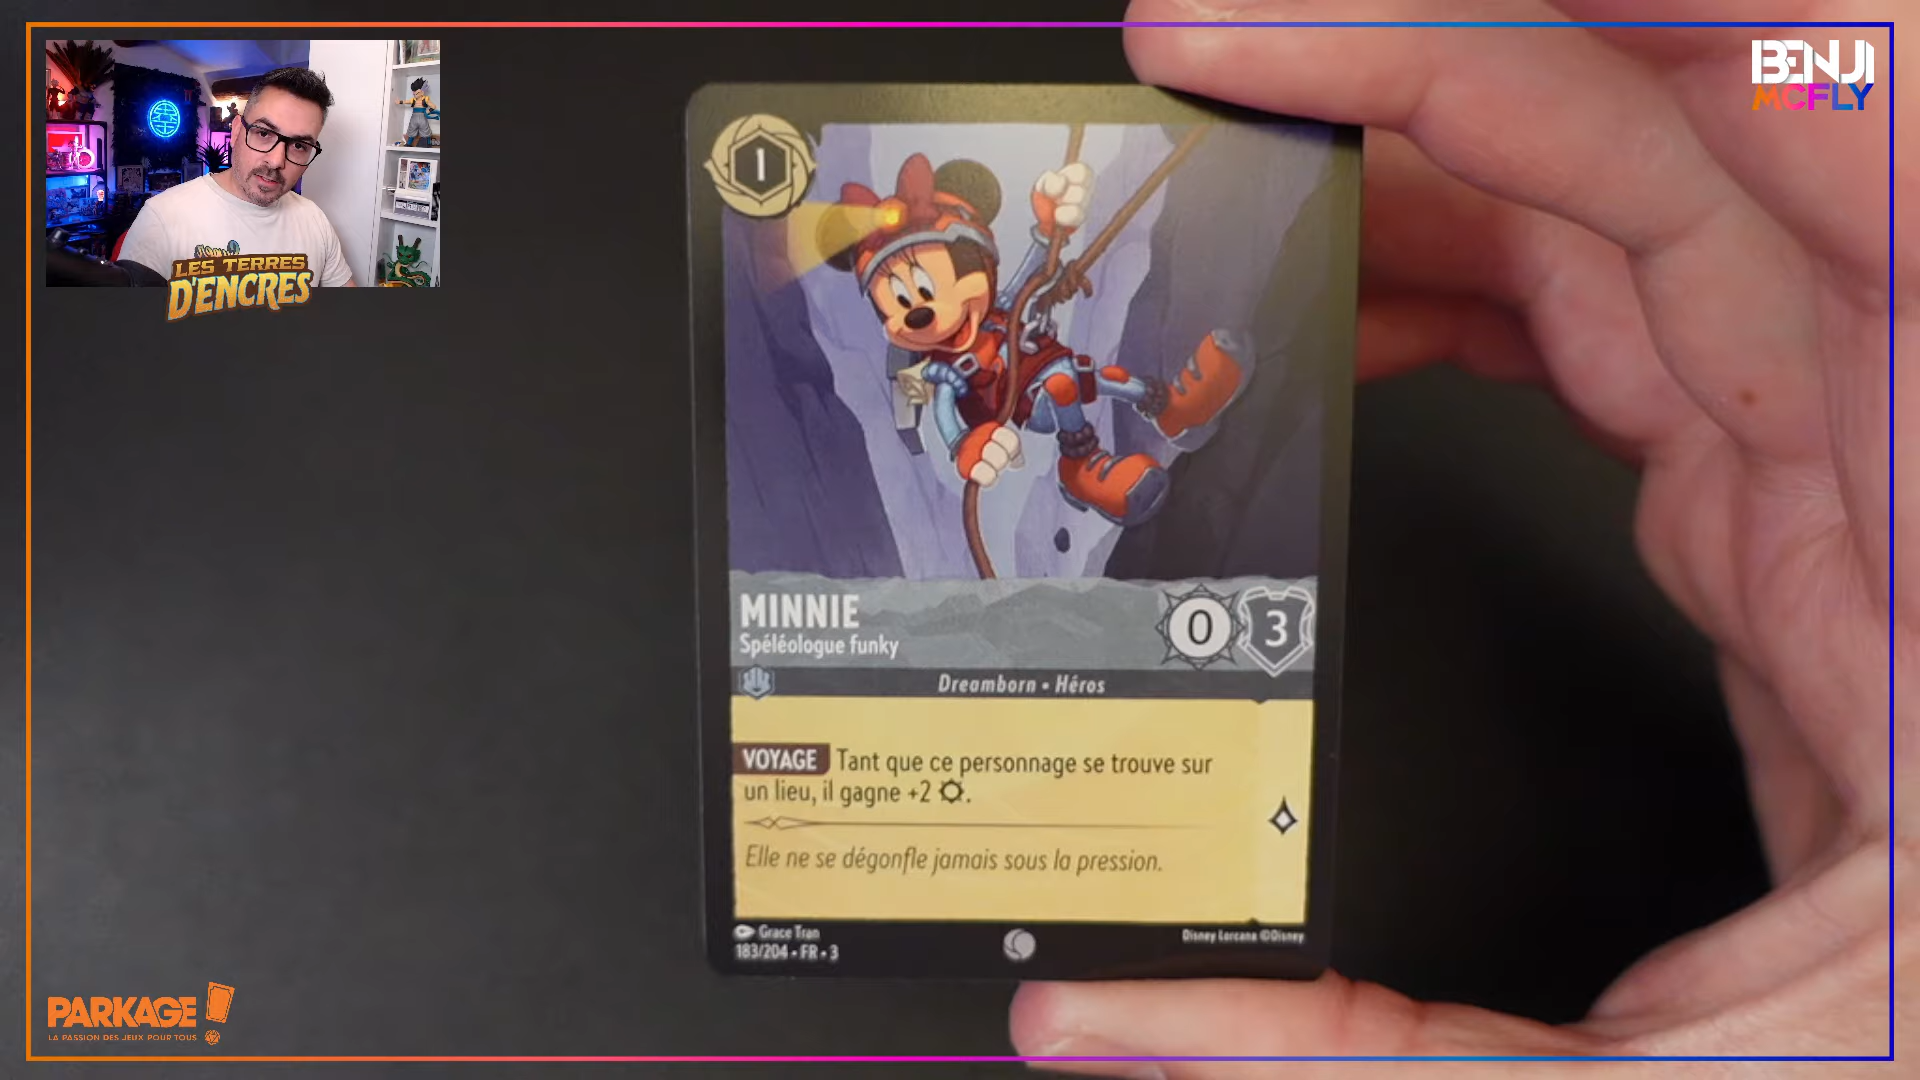 BENJI
MCFLY
LES TERRES
D'ENCRES
1
MINNIE
Spéléologue funky
0
3
Dreamborn • Héros
VOYAGE Tant que ce personnage se trouve sur
un lieu, il gagne +2 .
Elle ne se dégonfle jamais sous la pression.
Grace Tran
183/204 • FR • 3
Disney Lorcana ©Disney
PARKAGE
LA PASSION DES JEUX POUR TOUS